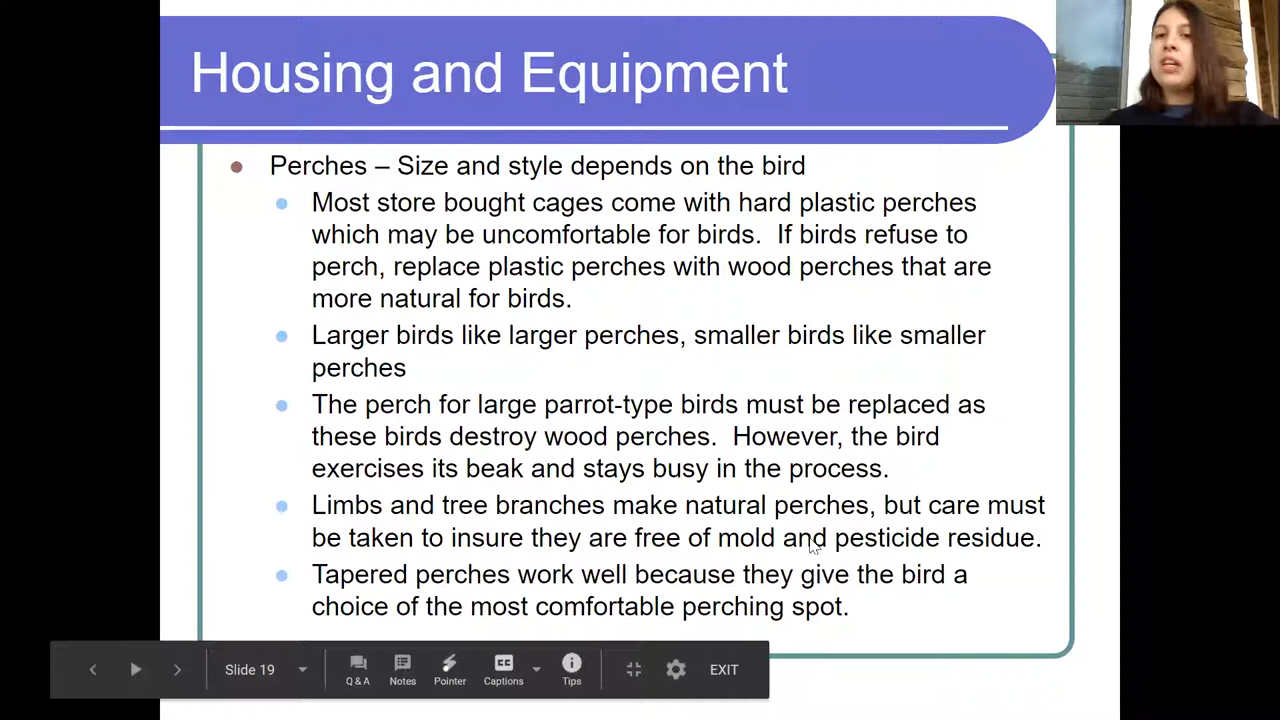 Housing and Equipment
Perches – Size and style depends on the bird
Most store bought cages come with hard plastic perches
which may be uncomfortable for birds.  If birds refuse to
perch, replace plastic perches with wood perches that are
more natural for birds.
Larger birds like larger perches, smaller birds like smaller
perches
The perch for large parrot-type birds must be replaced as
these birds destroy wood perches.  However, the bird
exercises its beak and stays busy in the process.
Limbs and tree branches make natural perches, but care must
be taken to insure they are free of mold and pesticide residue.
Tapered perches work well because they give the bird a
choice of the most comfortable perching spot.
Slide 19
Q & A
Notes
Pointer
CC
Captions
Tips
EXIT